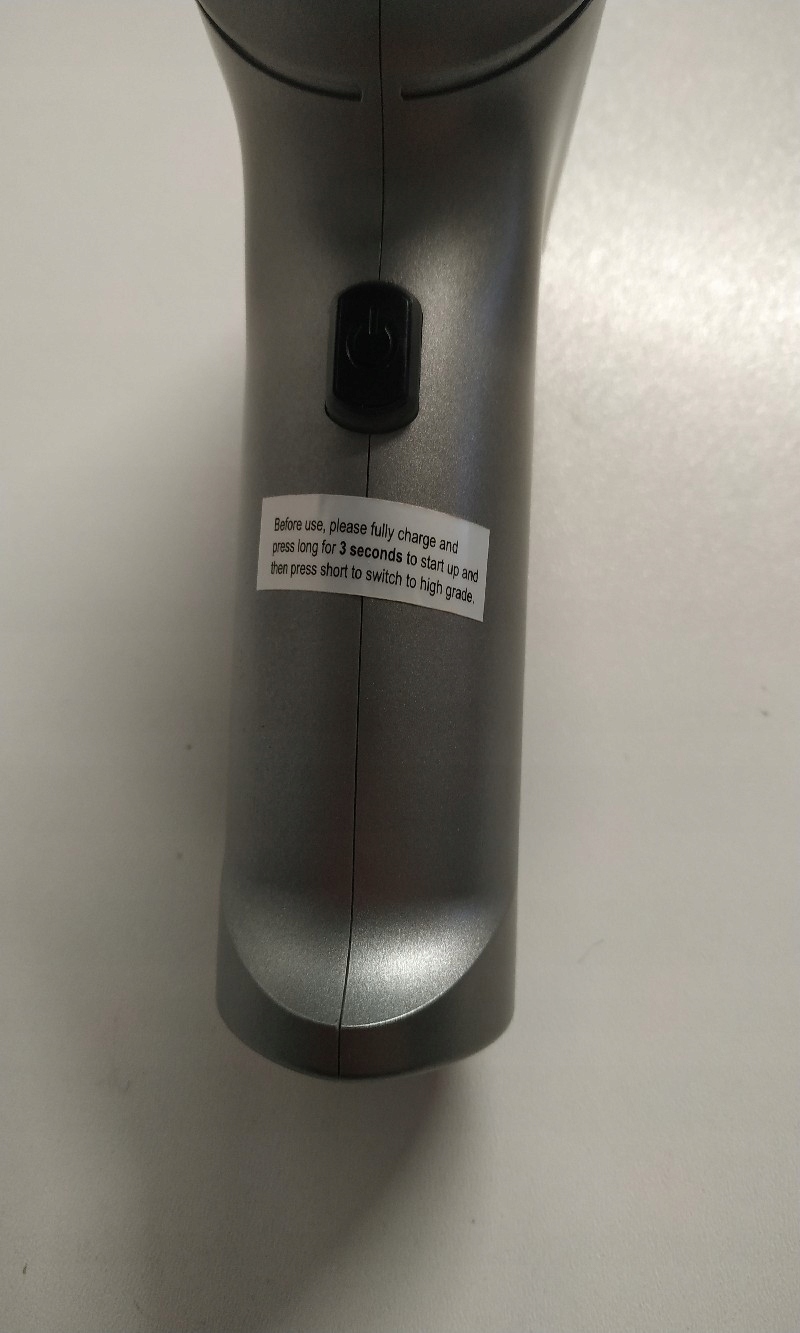 Before use, please fully charge and
press long for 3 seconds to start up and
then press short to switch to high grade.